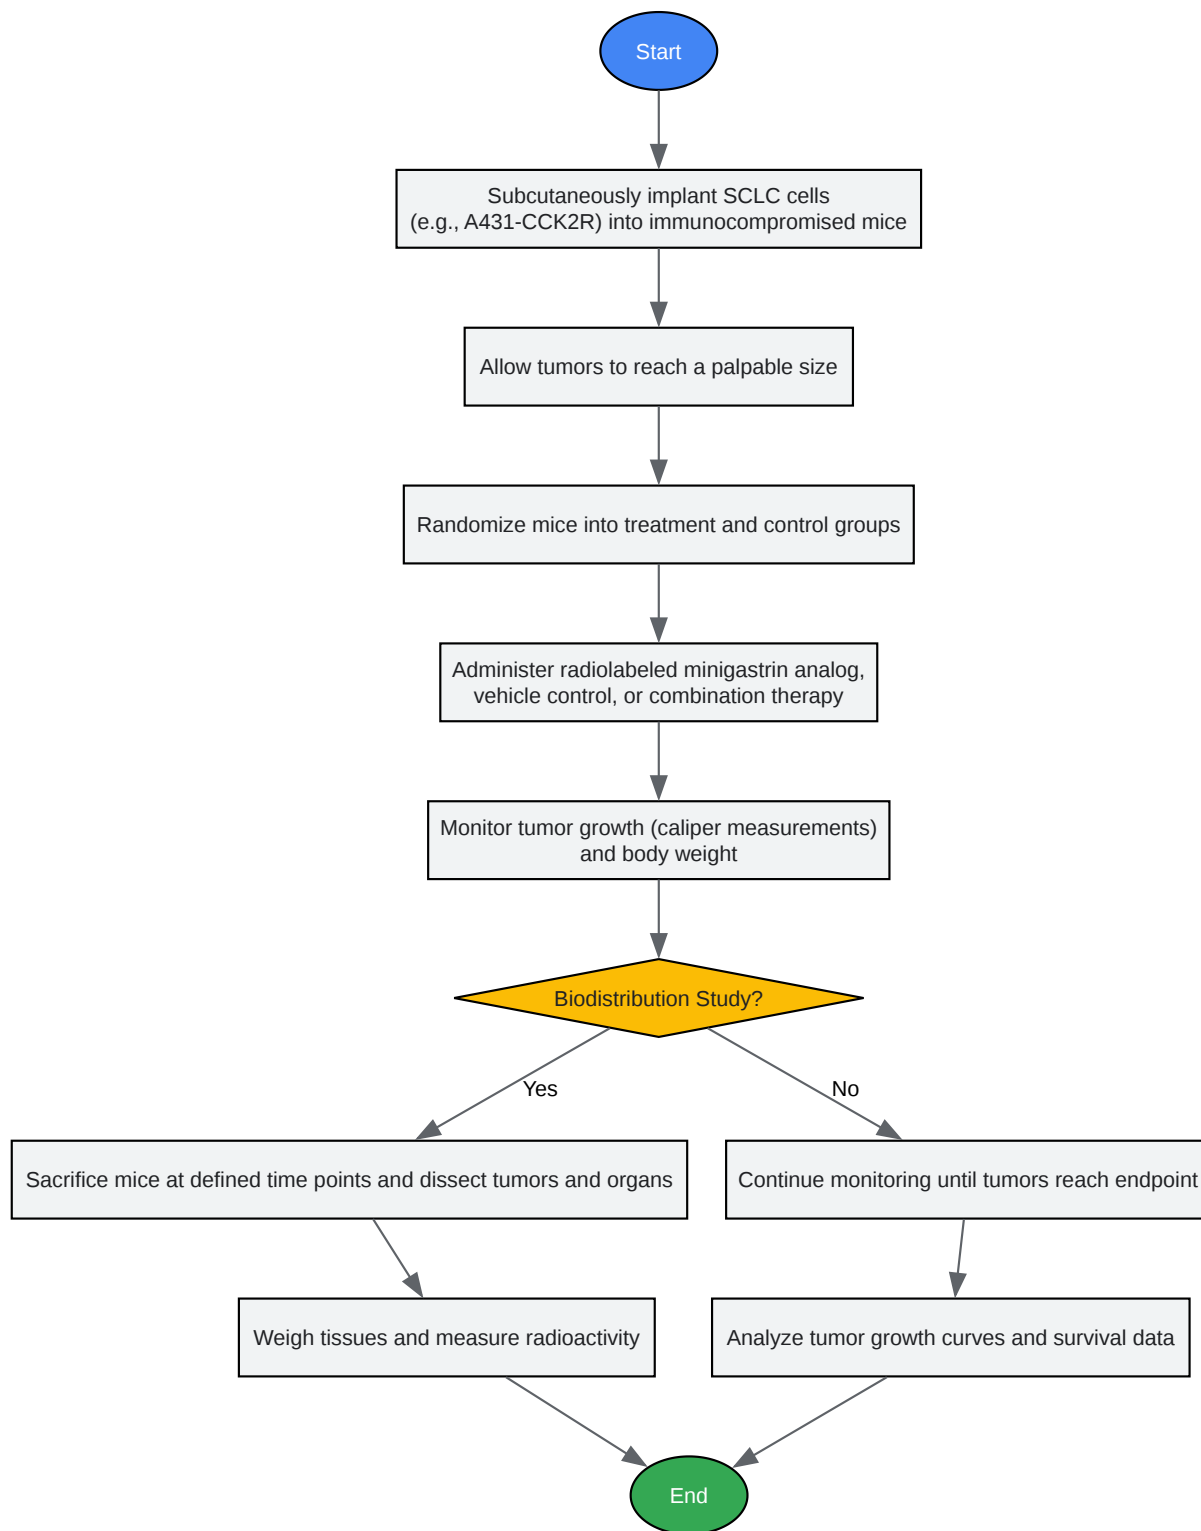 Start
Subcutaneously implant SCLC cells
(e.g., A431-CCK2R) into immunocompromised mice
Allow tumors to reach a palpable size
Randomize mice into treatment and control groups
Administer radiolabeled minigastrin analog,
vehicle control, or combination therapy
Monitor tumor growth (caliper measurements)
and body weight
Biodistribution Study?
Yes
No
Sacrifice mice at defined time points and dissect tumors and organs
Continue monitoring until tumors reach endpoint
Weigh tissues and measure radioactivity
Analyze tumor growth curves and survival data
End